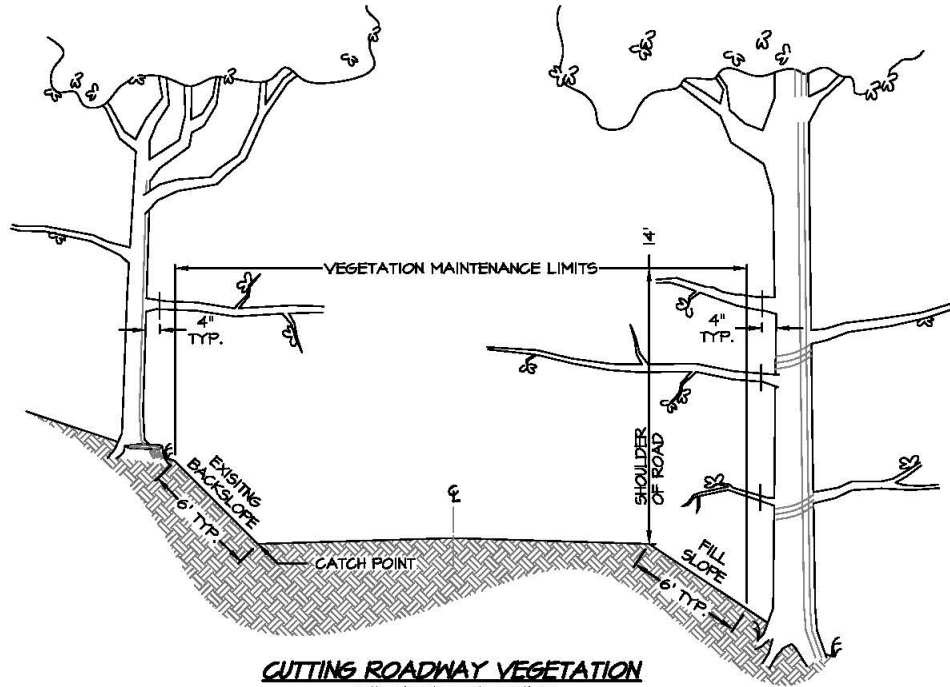 14'
VEGETATION MAINTENANCE LIMITS
4"
TYP.
4"
TYP.
SHOULDER
OF ROAD
EXISITNG
BACKSLOPE
6' TYP.
℄
CATCH POINT
FILL
SLOPE
6' TYP.
CUTTING ROADWAY VEGETATION